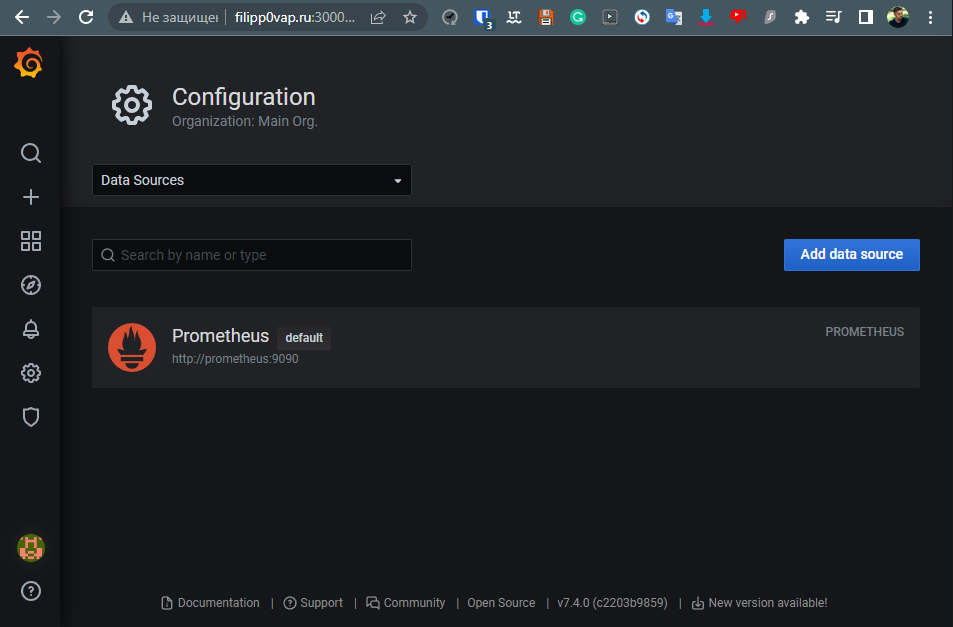 Не защищен filipp0vap.ru:3000...
3
Configuration
Organization: Main Org.
Data Sources
Search by name or type
Add data source
Prometheus default
PROMETHEUS
http://prometheus:9090
Documentation | Support | Community | Open Source | v7.4.0 (c2203b9859) | New version available!